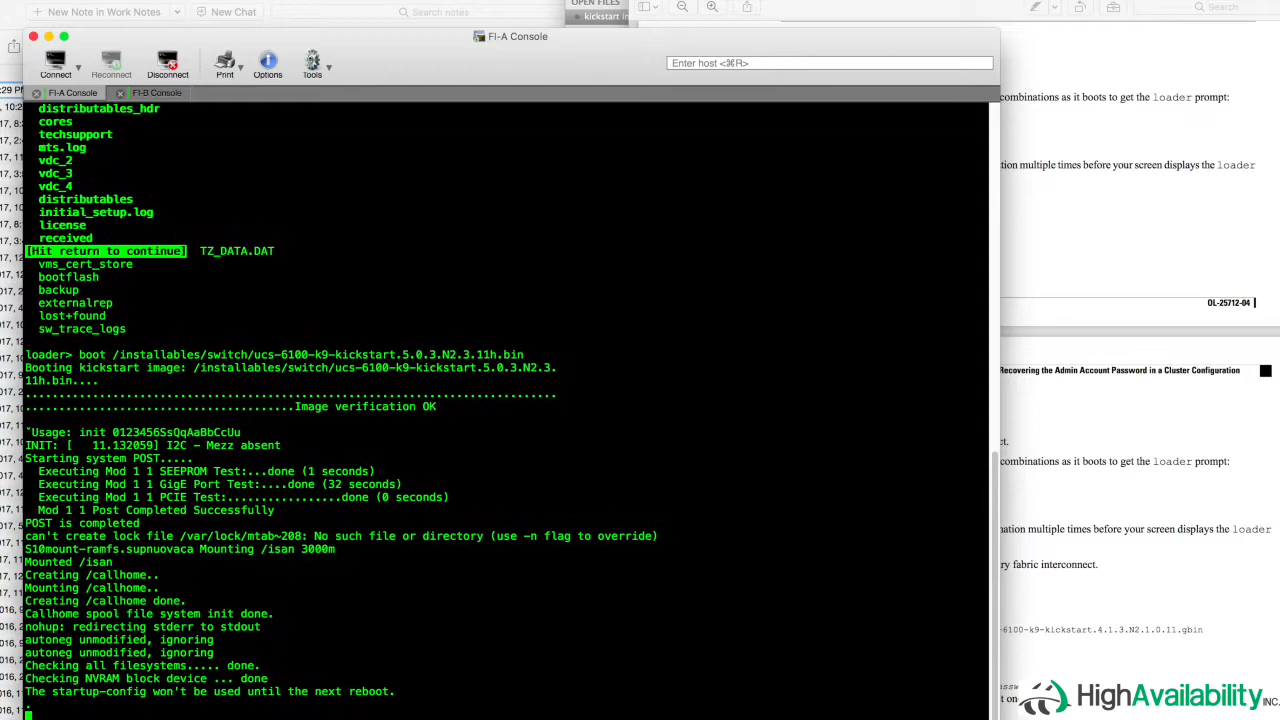 New Note in Work Notes
New Chat
Search notes
OPEN FILES
kickstart in
Search
FI-A Console
Connect
Reconnect
Disconnect
Print
Options
Tools
Enter host <⌘R>
FI-A Console
FI-B Console
distributables_hdr
cores
techsupport
mts.log
vdc_2
vdc_3
vdc_4
distributables
initial_setup.log
license
received
[Hit return to continue] TZ_DATA.DAT
vms_cert_store
bootflash
backup
externalrep
lost+found
sw_trace_logs
loader> boot /installables/switch/ucs-6100-k9-kickstart.5.0.3.N2.3.11h.bin
Booting kickstart image: /installables/switch/ucs-6100-k9-kickstart.5.0.3.N2.3.
11h.bin....
...............................................................................
........................................Image verification OK
ˇUsage: init 0123456SsQqAaBbCcUu
INIT: [   11.132059] I2C - Mezz absent
Starting system POST.....
Executing Mod 1 1 SEEPROM Test:...done (1 seconds)
Executing Mod 1 1 GigE Port Test:....done (32 seconds)
Executing Mod 1 1 PCIE Test:.................done (0 seconds)
Mod 1 1 Post Completed Successfully
POST is completed
can't create lock file /var/lock/mtab~208: No such file or directory (use -n flag to override)
S10mount-ramfs.supnuovaca Mounting /isan 3000m
Mounted /isan
Creating /callhome..
Mounting /callhome..
Creating /callhome done.
Callhome spool file system init done.
nohup: redirecting stderr to stdout
autoneg unmodified, ignoring
autoneg unmodified, ignoring
Checking all filesystems..... done.
Checking NVRAM block device ... done
The startup-config won't be used until the next reboot.
.
combinations as it boots to get the loader prompt:
tion multiple times before your screen displays the loader
OL-25712-04
Recovering the Admin Account Password in a Cluster Configuration
ct.
combinations as it boots to get the loader prompt:
nation multiple times before your screen displays the loader
ry fabric interconnect.
-6100-k9-kickstart.4.1.3.N2.1.0.11.gbin
HighAvailability INC.